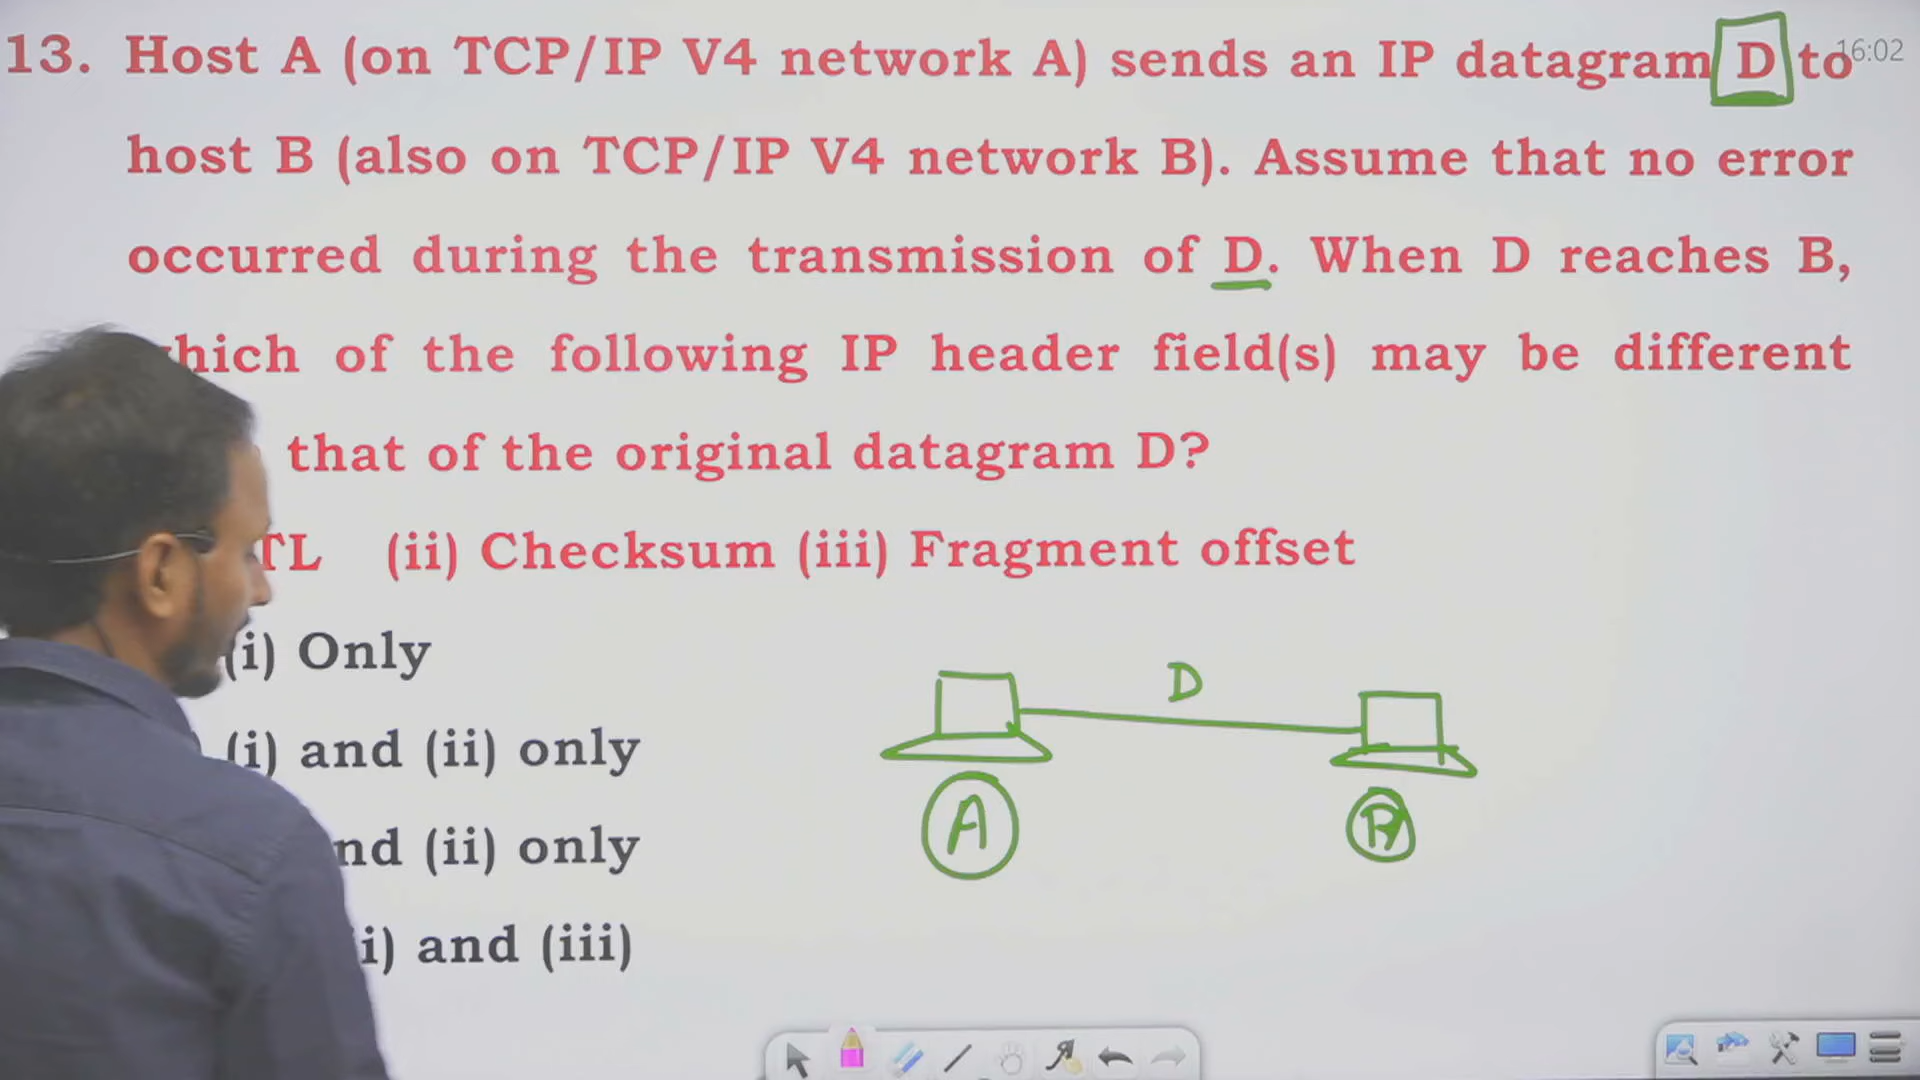 13. Host A (on TCP/IP V4 network A) sends an IP datagram D to
16:02
host B (also on TCP/IP V4 network B). Assume that no error
occurred during the transmission of D. When D reaches B,
of the following IP header field(s) may be different
that of the original datagram D?
(ii) Checksum (iii) Fragment offset
(i) Only
(i) and (ii) only
(ii) only
and (iii)
D
A
B